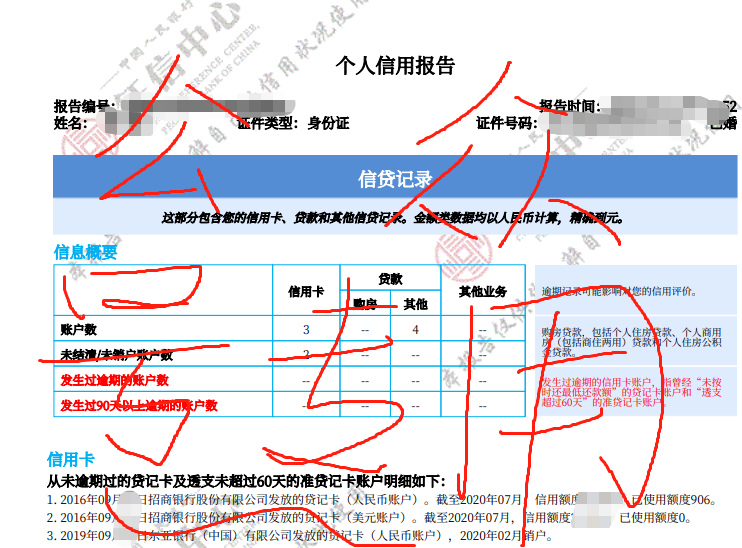 个人信用报告
报告编号: 报告时间: 52
姓名: 证件类型: 身份证 证件号码: 已婚
信贷记录
这部分包含您的信用卡、贷款和其他信贷记录。金额类数据均以人民币计算，精确到元。
信息概要
信用卡 贷款 其他业务
购房 其他
账户数 3 -- 4 --
未结清/未销户账户数 2 -- -- --
发生过逾期的账户数 -- -- -- --
发生过90天以上逾期的账户数 -- -- -- --
逾期记录可能影响对您的信用评价。
购房贷款，包括个人住房贷款、个人商用
房（包括商住两用）贷款和个人住房公积
金贷款。
发生过逾期的信用卡账户，指曾经“未按
时还最低还款额”的贷记卡账户和“透支
超过60天”的准贷记卡账户
信用卡
从未逾期过的贷记卡及透支未超过60天的准贷记卡账户明细如下：
1. 2016年09月 日招商银行股份有限公司发放的贷记卡（人民币账户）。截至2020年07月，信用额度 已使用额度906。
2. 2016年09月 日招商银行股份有限公司发放的贷记卡（美元账户）。截至2020年07月，信用额度 已使用额度0。
3. 2019年09 日东亚银行（中国）有限公司发放的贷记卡（人民币账户），2020年02月销户。